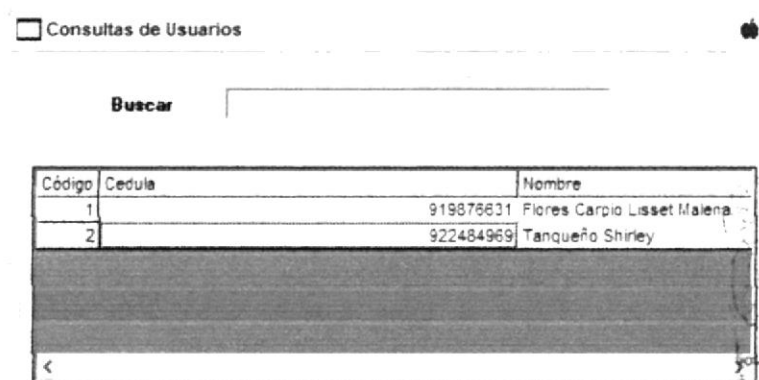 Consultas de Usuarios
Buscar
Código Cedula Nombre
1 919876631 Flores Carpio Lisset Malena
2 922484969 Tanqueño Shirley